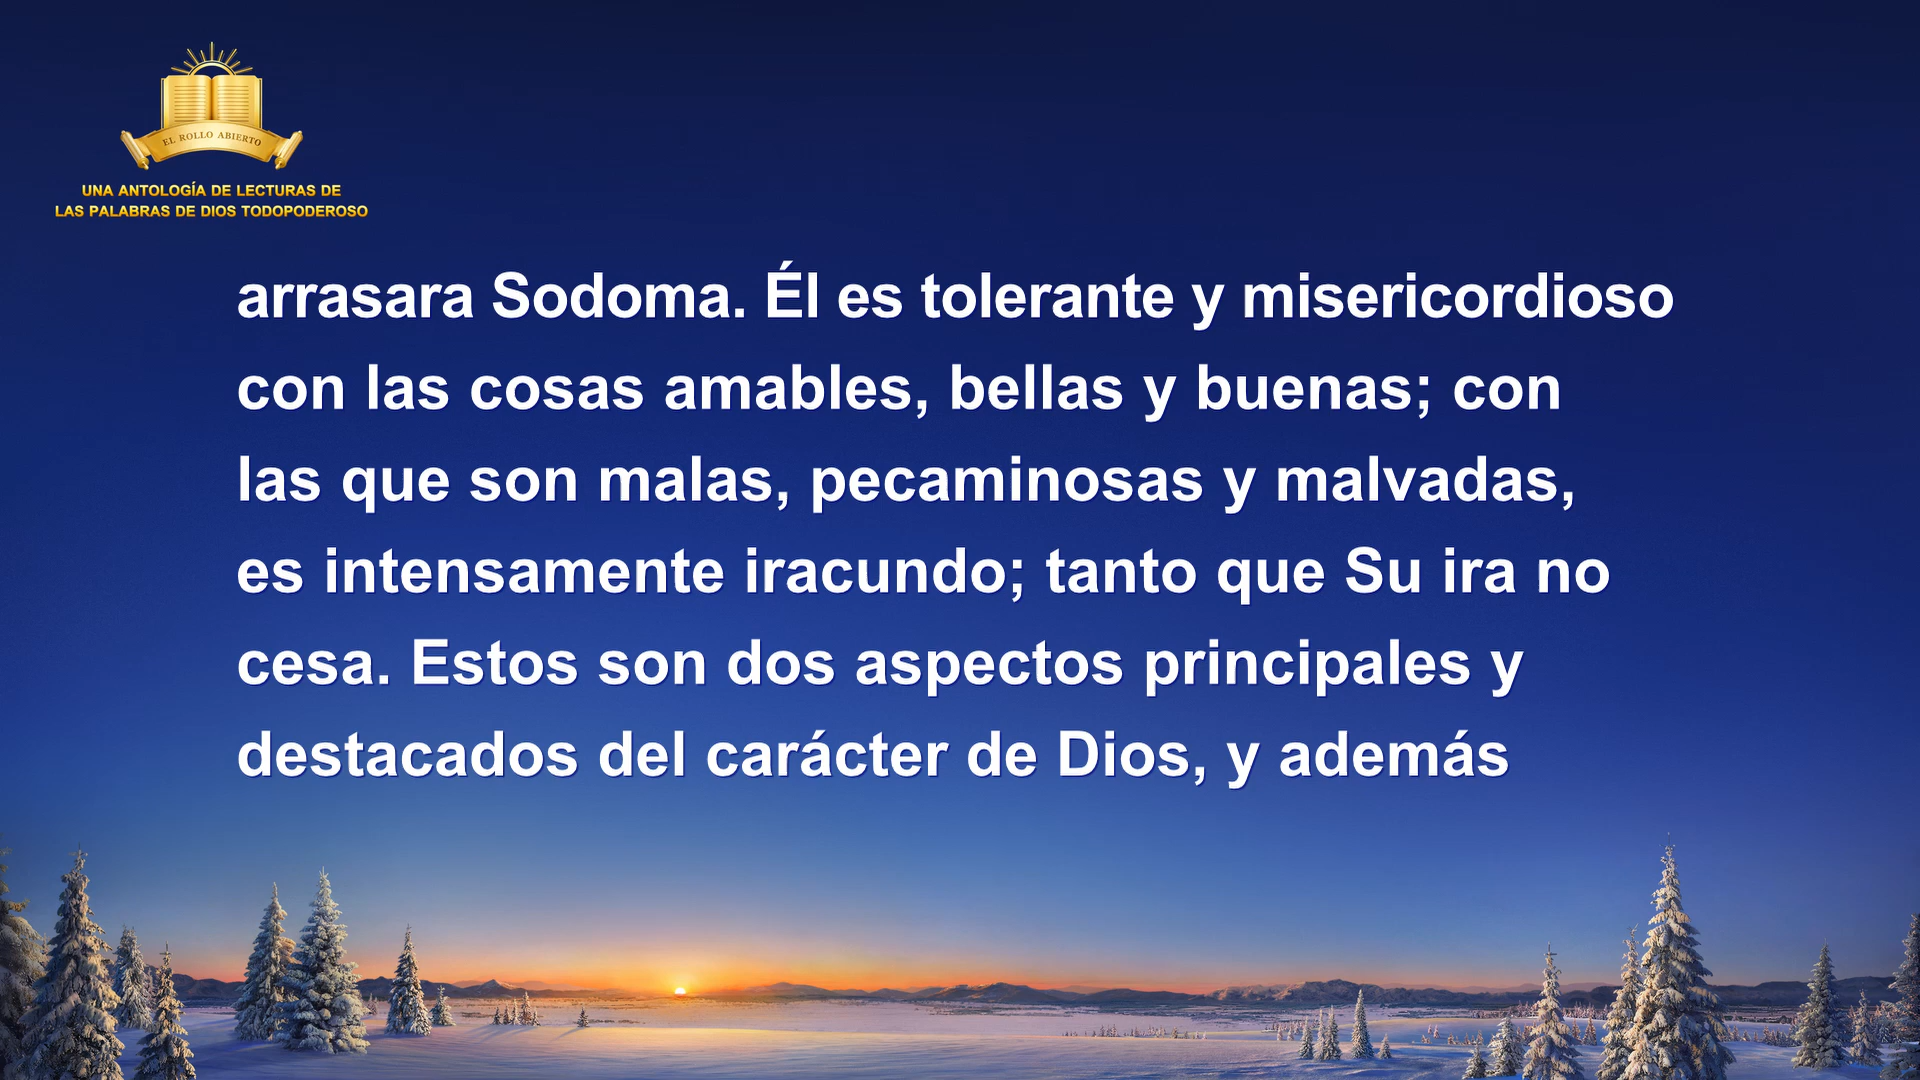 EL ROLLO ABIERTO
UNA ANTOLOGÍA DE LECTURAS DE
LAS PALABRAS DE DIOS TODOPODEROSO
arrasara Sodoma. Él es tolerante y misericordioso
con las cosas amables, bellas y buenas; con
las que son malas, pecaminosas y malvadas,
es intensamente iracundo; tanto que Su ira no
cesa. Estos son dos aspectos principales y
destacados del carácter de Dios, y además